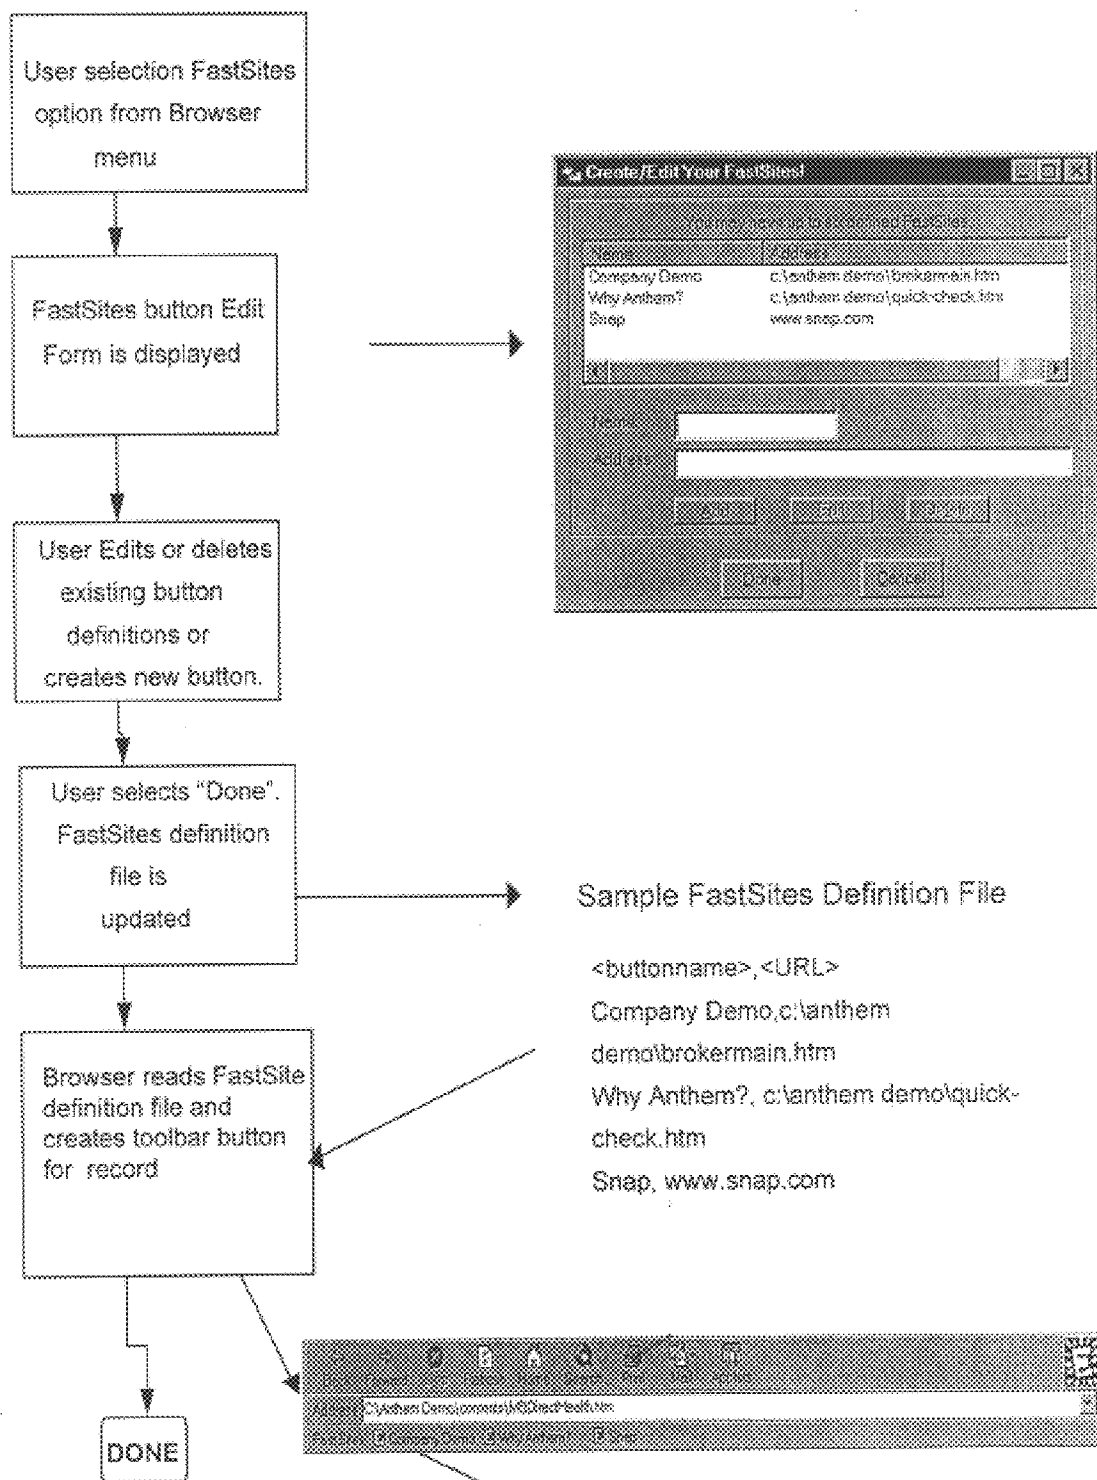 User selection FastSites
option from Browser
menu
FastSites button Edit
Form is displayed
User Edits or deletes
existing button
definitions or
creates new button.
User selects "Done".
FastSites definition
file is
updated
Browser reads FastSite
definition file and
creates toolbar button
for record
DONE
Create/Edit Your FastSites!
Name Address
Company Demo c:\anthem demo\brokermain.htm
Why Anthem? c:\anthem demo\quick-check.htm
Snap www.snap.com
Name
Address
Done
Sample FastSites Definition File
<buttonname>,<URL>
Company Demo,c:\anthem
demo\brokermain.htm
Why Anthem?, c:\anthem demo\quick-
check.htm
Snap, www.snap.com